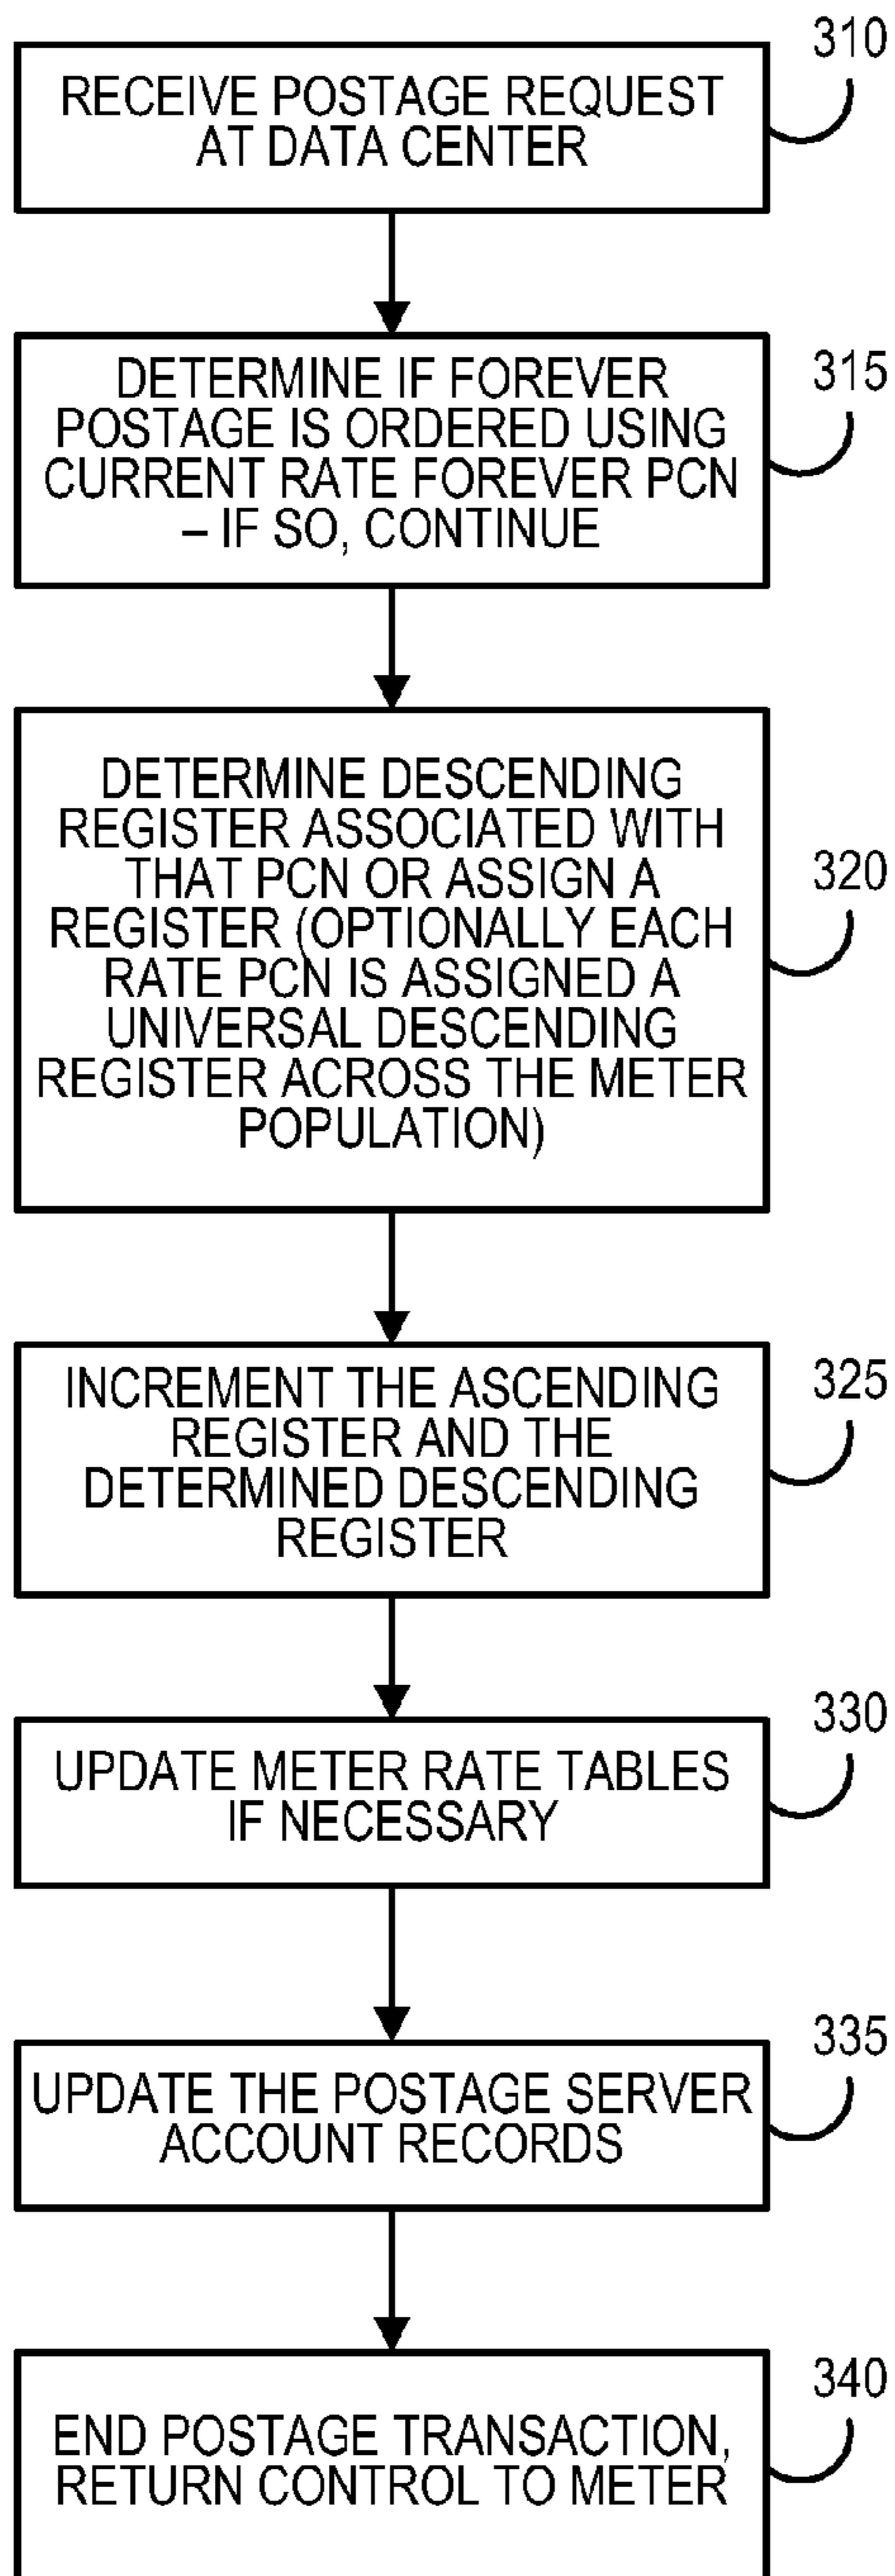 310
RECEIVE POSTAGE REQUEST
AT DATA CENTER
315
DETERMINE IF FOREVER
POSTAGE IS ORDERED USING
CURRENT RATE FOREVER PCN
– IF SO, CONTINUE
320
DETERMINE DESCENDING
REGISTER ASSOCIATED WITH
THAT PCN OR ASSIGN A
REGISTER (OPTIONALLY EACH
RATE PCN IS ASSIGNED A
UNIVERSAL DESCENDING
REGISTER ACROSS THE METER
POPULATION)
325
INCREMENT THE ASCENDING
REGISTER AND THE
DETERMINED DESCENDING
REGISTER
330
UPDATE METER RATE TABLES
IF NECESSARY
335
UPDATE THE POSTAGE SERVER
ACCOUNT RECORDS
340
END POSTAGE TRANSACTION,
RETURN CONTROL TO METER